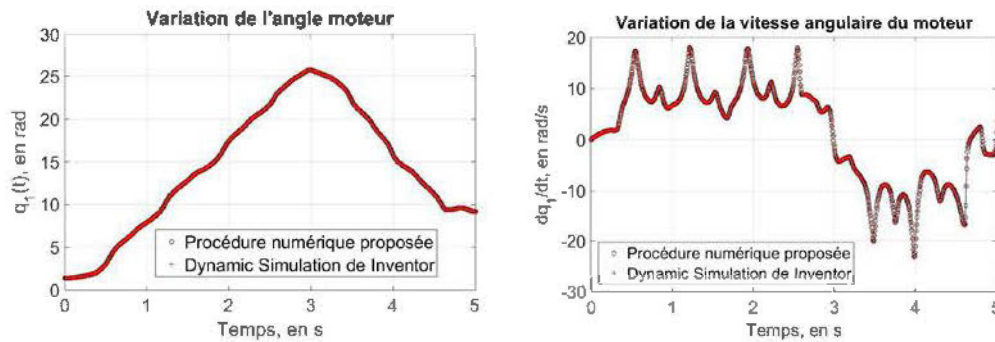 Variation de l'angle moteur
30
25
20
15
10
5
0
q1(t), en rad
Procédure numérique proposée
Dynamic Simulation de Inventor
0 1 2 3 4 5
Temps, en s
Variation de la vitesse angulaire du moteur
20
10
0
-10
-20
-30
dq1/dt, en rad/s
Procédure numérique proposée
Dynamic Simulation de Inventor
0 1 2 3 4 5
Temps, en s